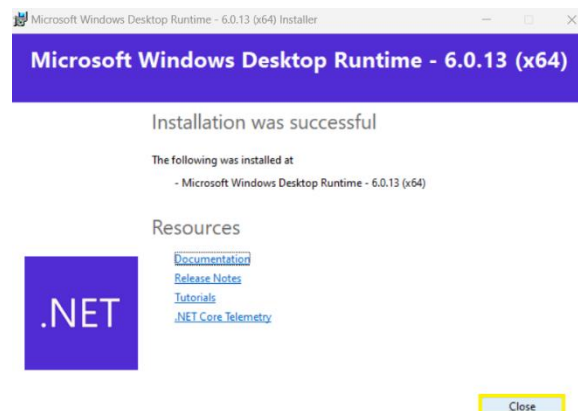 Microsoft Windows Desktop Runtime - 6.0.13 (x64) Installer
Microsoft Windows Desktop Runtime - 6.0.13 (x64)
Installation was successful
The following was installed at
- Microsoft Windows Desktop Runtime - 6.0.13 (x64)
Resources
Documentation
Release Notes
Tutorials
.NET Core Telemetry
.NET
Close